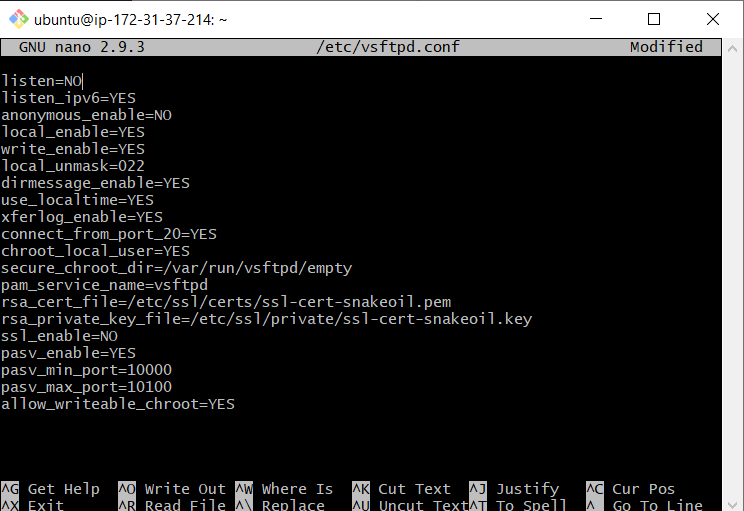 ubuntu@ip-172-31-37-214: ~
GNU nano 2.9.3 /etc/vsftpd.conf Modified
listen=NO
listen_ipv6=YES
anonymous_enable=NO
local_enable=YES
write_enable=YES
local_unmask=022
dirmessage_enable=YES
use_localtime=YES
xferlog_enable=YES
connect_from_port_20=YES
chroot_local_user=YES
secure_chroot_dir=/var/run/vsftpd/empty
pam_service_name=vsftpd
rsa_cert_file=/etc/ssl/certs/ssl-cert-snakeoil.pem
rsa_private_key_file=/etc/ssl/private/ssl-cert-snakeoil.key
ssl_enable=NO
pasv_enable=YES
pasv_min_port=10000
pasv_max_port=10100
allow_writeable_chroot=YES
^G Get Help ^O Write Out ^W Where Is ^K Cut Text ^J Justify ^C Cur Pos
^X Exit ^R Read File ^\ Replace ^U Uncut Text ^T To Spell ^_ Go To Line